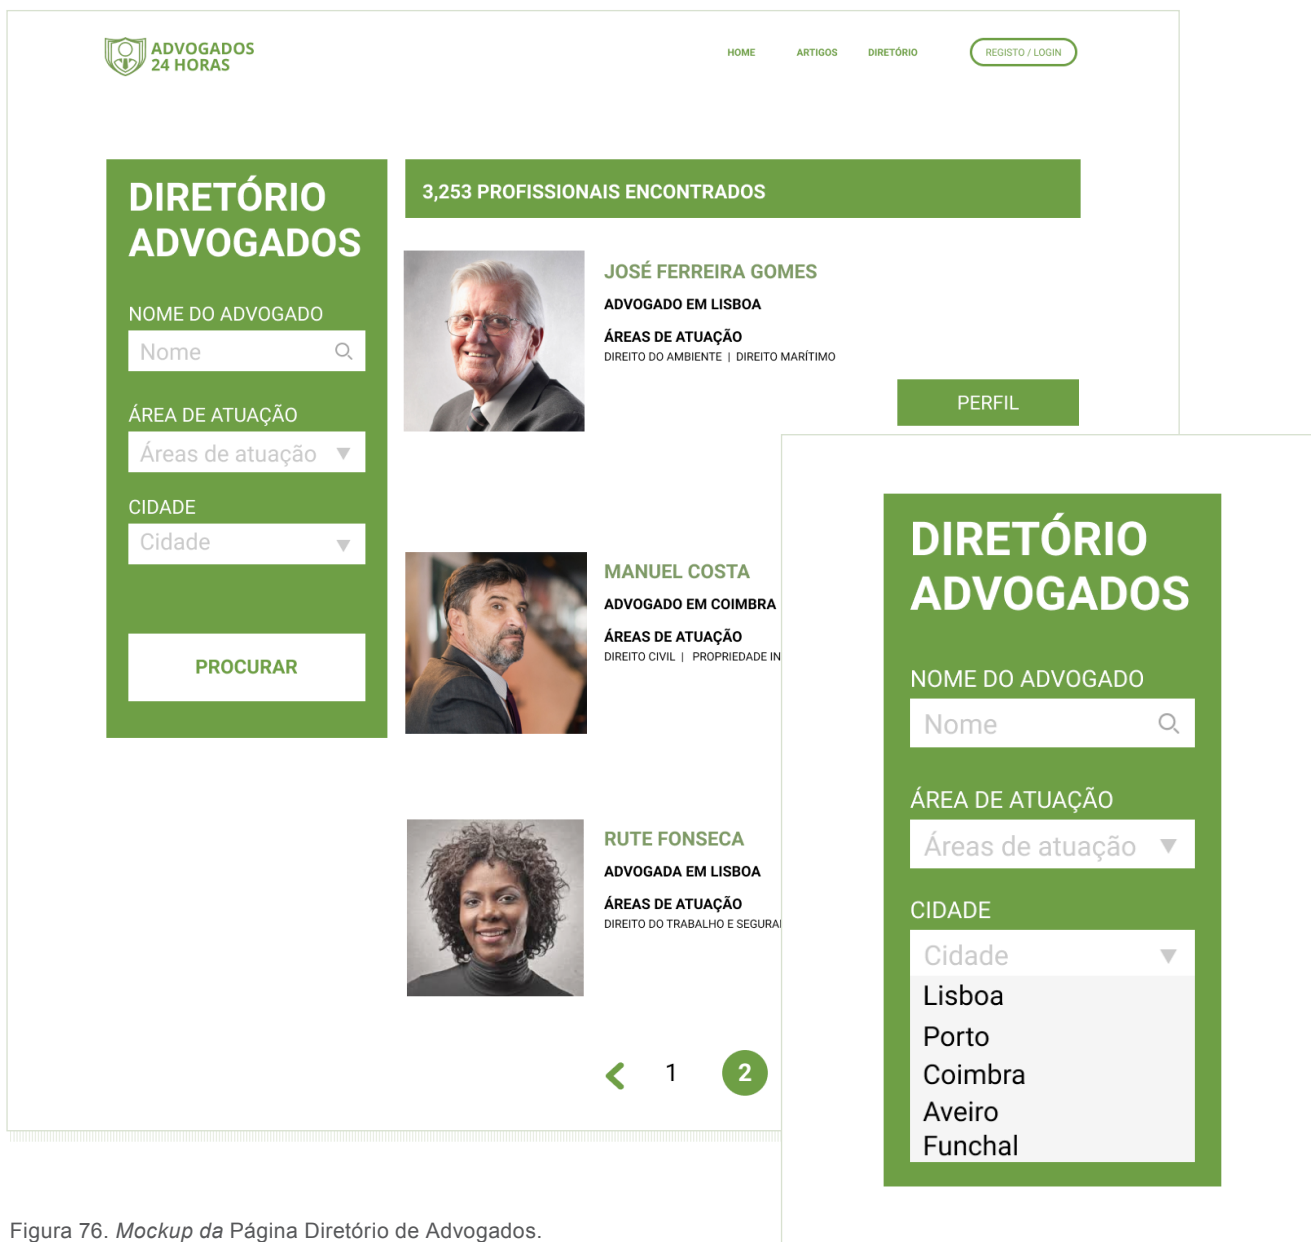 ADVOGADOS
24 HORAS
HOME
ARTIGOS
DIRETÓRIO
REGISTO / LOGIN
DIRETÓRIO
ADVOGADOS
NOME DO ADVOGADO
Nome
ÁREA DE ATUAÇÃO
Áreas de atuação
CIDADE
Cidade
PROCURAR
3,253 PROFISSIONAIS ENCONTRADOS
JOSÉ FERREIRA GOMES
ADVOGADO EM LISBOA
ÁREAS DE ATUAÇÃO
DIREITO DO AMBIENTE | DIREITO MARÍTIMO
PERFIL
MANUEL COSTA
ADVOGADO EM COIMBRA
ÁREAS DE ATUAÇÃO
DIREITO CIVIL | PROPRIEDADE IN
RUTE FONSECA
ADVOGADA EM LISBOA
ÁREAS DE ATUAÇÃO
DIREITO DO TRABALHO E SEGURA
1
2
DIRETÓRIO
ADVOGADOS
NOME DO ADVOGADO
Nome
ÁREA DE ATUAÇÃO
Áreas de atuação
CIDADE
Cidade
Lisboa
Porto
Coimbra
Aveiro
Funchal
Figura 76. Mockup da Página Diretório de Advogados.